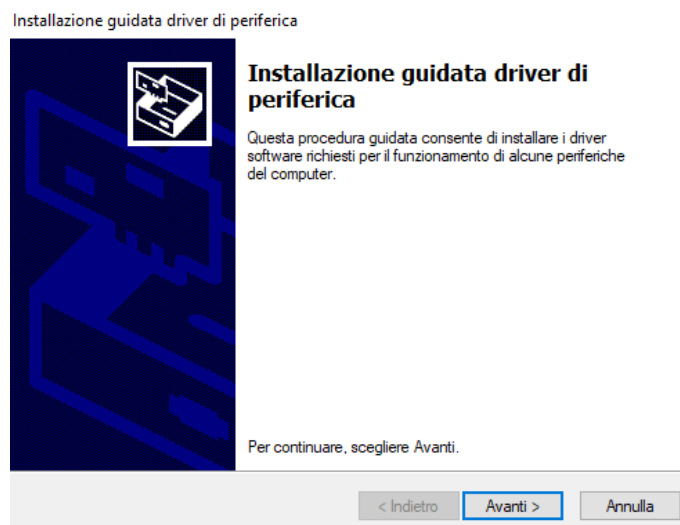 Installazione guidata driver di periferica
Installazione guidata driver di
periferica
Questa procedura guidata consente di installare i driver
software richiesti per il funzionamento di alcune periferiche
del computer.
Per continuare, scegliere Avanti.
< Indietro
Avanti >
Annulla